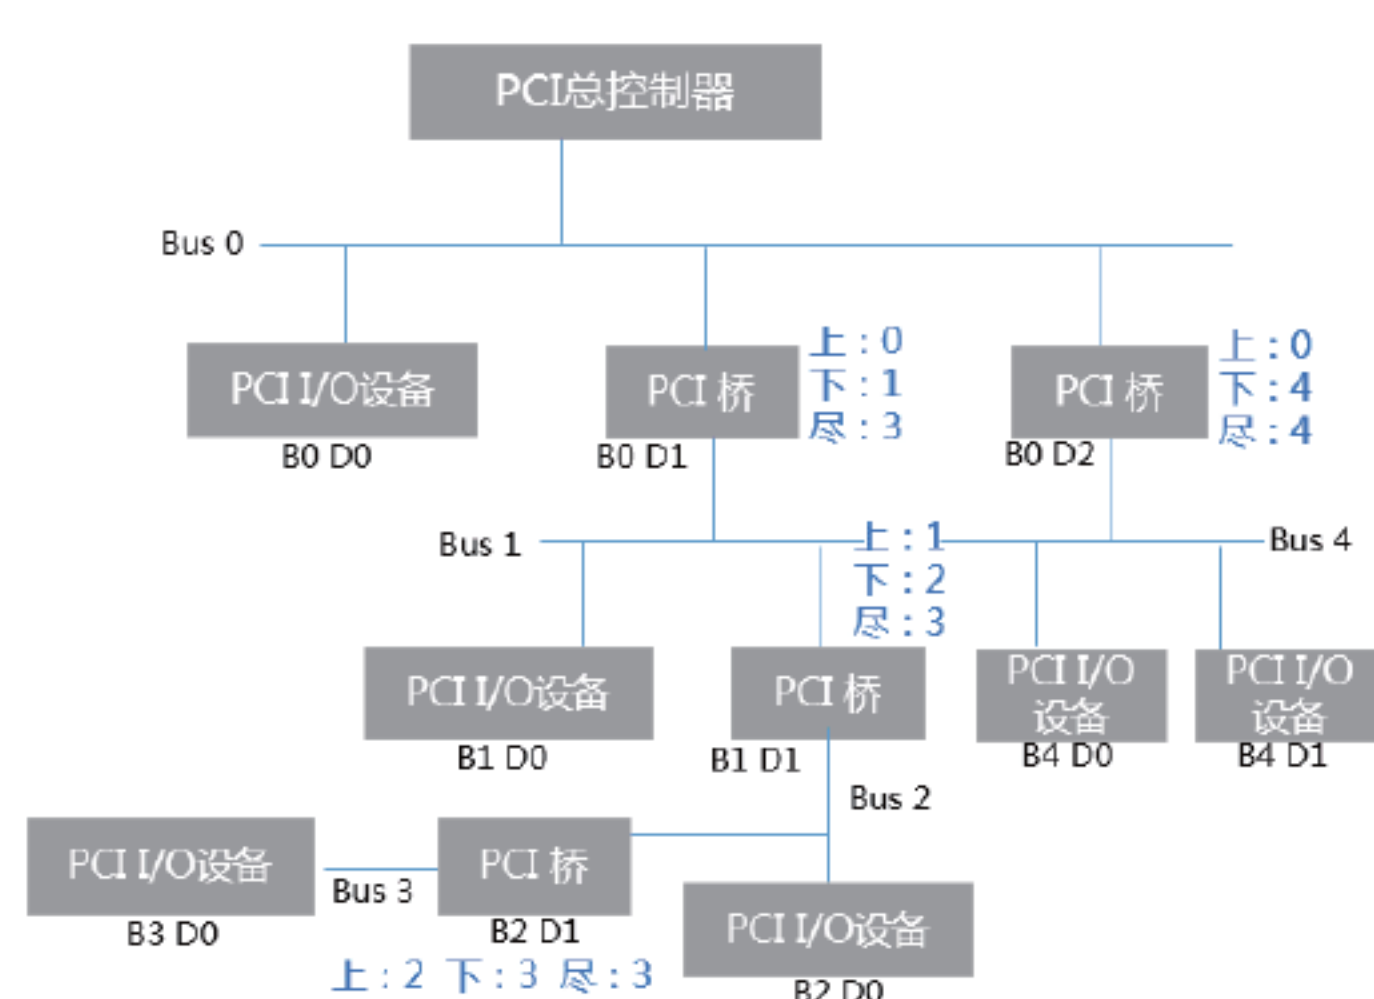 PCI总控制器
Bus 0
PCI I/O设备
B0 D0
PCI 桥
B0 D1
上：0
下：1
尽：3
PCI 桥
B0 D2
上：0
下：4
尽：4
Bus 1
Bus 4
PCI I/O设备
B1 D0
PCI 桥
B1 D1
上：1
下：2
尽：3
PCI I/O
设备
B4 D0
PCI I/O
设备
B4 D1
Bus 2
PCI I/O设备
B3 D0
Bus 3
PCI 桥
B2 D1
上：2 下：3 尽：3
PCI I/O设备
B2 D0